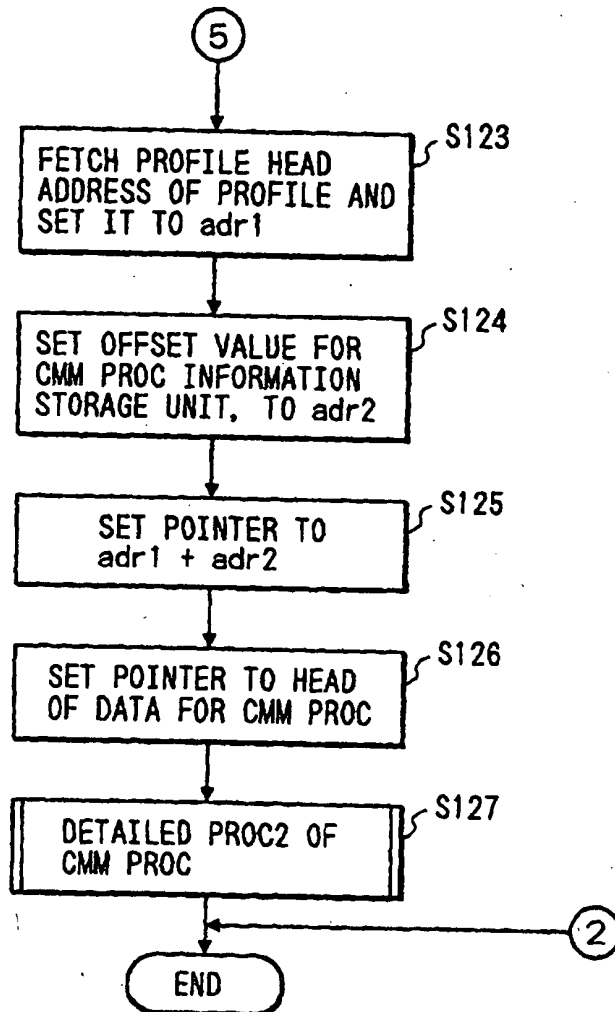 5
S123
FETCH PROFILE HEAD
ADDRESS OF PROFILE AND
SET IT TO adr1
S124
SET OFFSET VALUE FOR
CMM PROC INFORMATION
STORAGE UNIT, TO adr2
S125
SET POINTER TO
adr1 + adr2
S126
SET POINTER TO HEAD
OF DATA FOR CMM PROC
S127
DETAILED PROC2 OF
CMM PROC
2
END